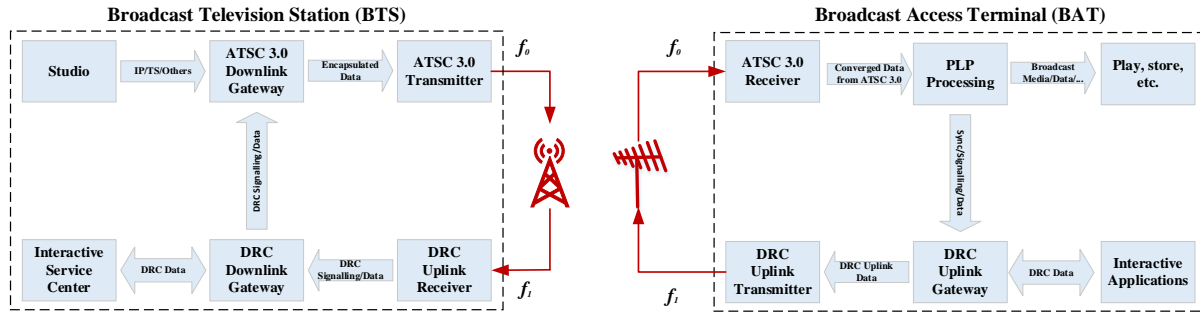 Broadcast Television Station (BTS)
Broadcast Access Terminal (BAT)
Studio
IP/TS/Others
ATSC 3.0
Downlink
Gateway
Encapsulated
Data
ATSC 3.0
Transmitter
f0
f0
ATSC 3.0
Receiver
Converged Data
from ATSC 3.0
PLP
Processing
Broadcast
Media/Data/...
Play, store,
etc.
DRC Signalling/Data
Sync/Signalling/Data
Interactive
Service
Center
DRC Data
DRC
Downlink
Gateway
DRC
Signalling/Data
DRC
Uplink
Receiver
f1
f1
DRC
Uplink
Transmitter
DRC Uplink
Data
DRC
Uplink
Gateway
DRC Data
Interactive
Applications